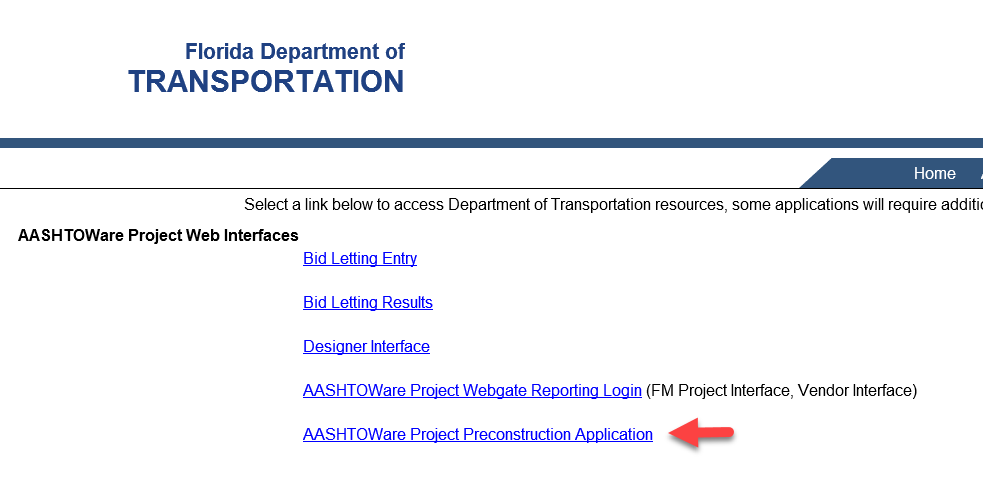 Florida Department of
TRANSPORTATION
Home
Select a link below to access Department of Transportation resources, some applications will require
AASHTOWare Project Web Interfaces
Bid Letting Entry
Bid Letting Results
Designer Interface
AASHTOWare Project Webgate Reporting Login (FM Project Interface, Vendor Interface)
AASHTOWare Project Preconstruction Application